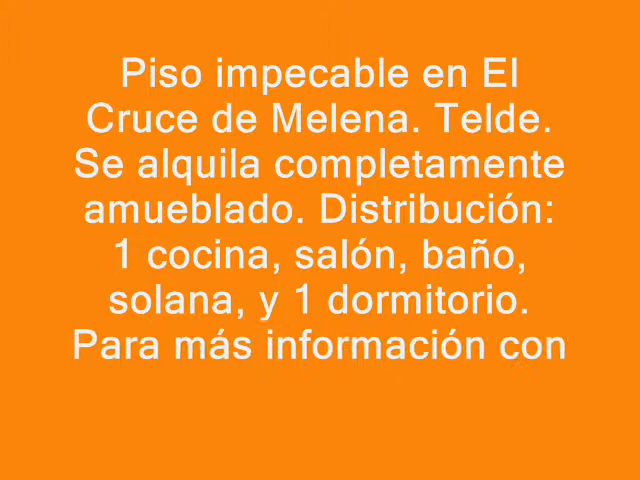 Piso impecable en El
Cruce de Melena. Telde.
Se alquila completamente
amueblado. Distribución:
1 cocina, salón, baño,
solana, y 1 dormitorio.
Para más información con